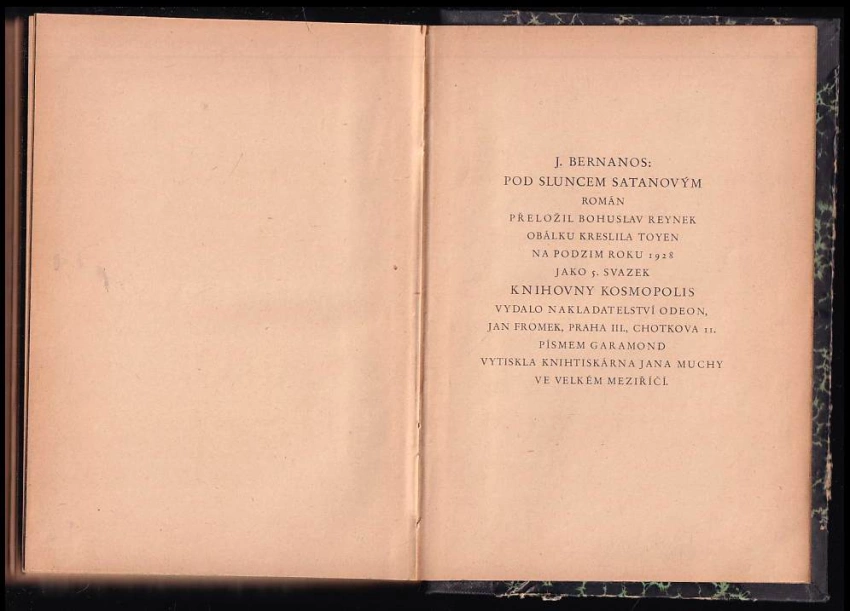 J. BERNANOS:
POD SLUNCEM SATANOVÝM
ROMÁN
PŘELOŽIL BOHUSLAV REYNEK
OBÁLKU KRESLILA TOYEN
NA PODZIM ROKU 1928
JAKO 5. SVAZEK
KNIHOVNY KOSMOPOLIS
VYDALO NAKLADATELSTVÍ ODEON,
JAN FROMEK, PRAHA III., CHOTKOVA 11.
PÍSMEM GARAMOND
VYTISKLA KNIHTISKÁRNA JANA MUCHY
VE VELKÉM MEZIŘÍČÍ.